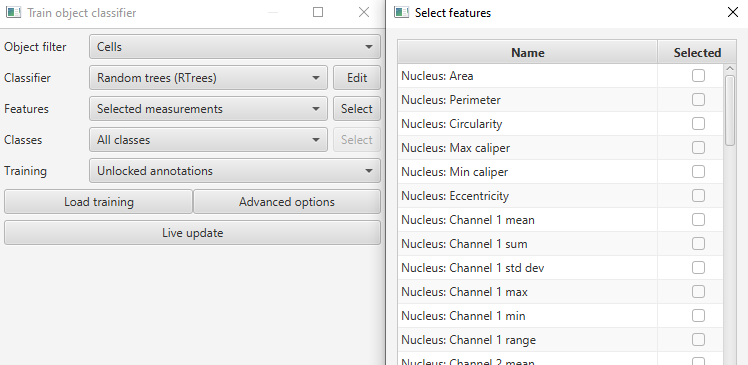 Train object classifier
Object filter Cells
Classifier Random trees (RTrees) Edit
Features Selected measurements Select
Classes All classes Select
Training Unlocked annotations
Load training Advanced options
Live update
Select features
Name Selected
Nucleus: Area
Nucleus: Perimeter
Nucleus: Circularity
Nucleus: Max caliper
Nucleus: Min caliper
Nucleus: Eccentricity
Nucleus: Channel 1 mean
Nucleus: Channel 1 sum
Nucleus: Channel 1 std dev
Nucleus: Channel 1 max
Nucleus: Channel 1 min
Nucleus: Channel 1 range
Nucleus: Channel 2 mean